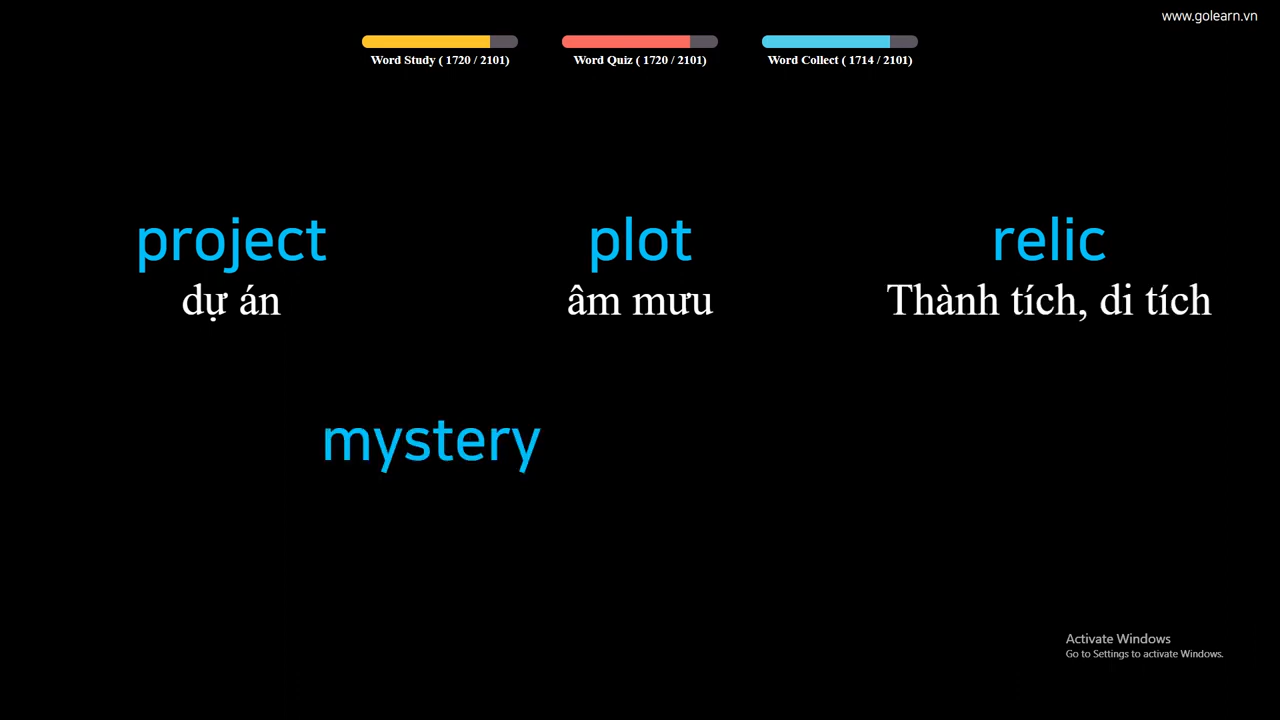 www.golearn.vn
Word Study ( 1720 / 2101) Word Quiz ( 1720 / 2101) Word Collect ( 1714 / 2101)
project plot relic
dự án âm mưu Thành tích, di tích
mystery
Activate Windows
Go to Settings to activate Windows.